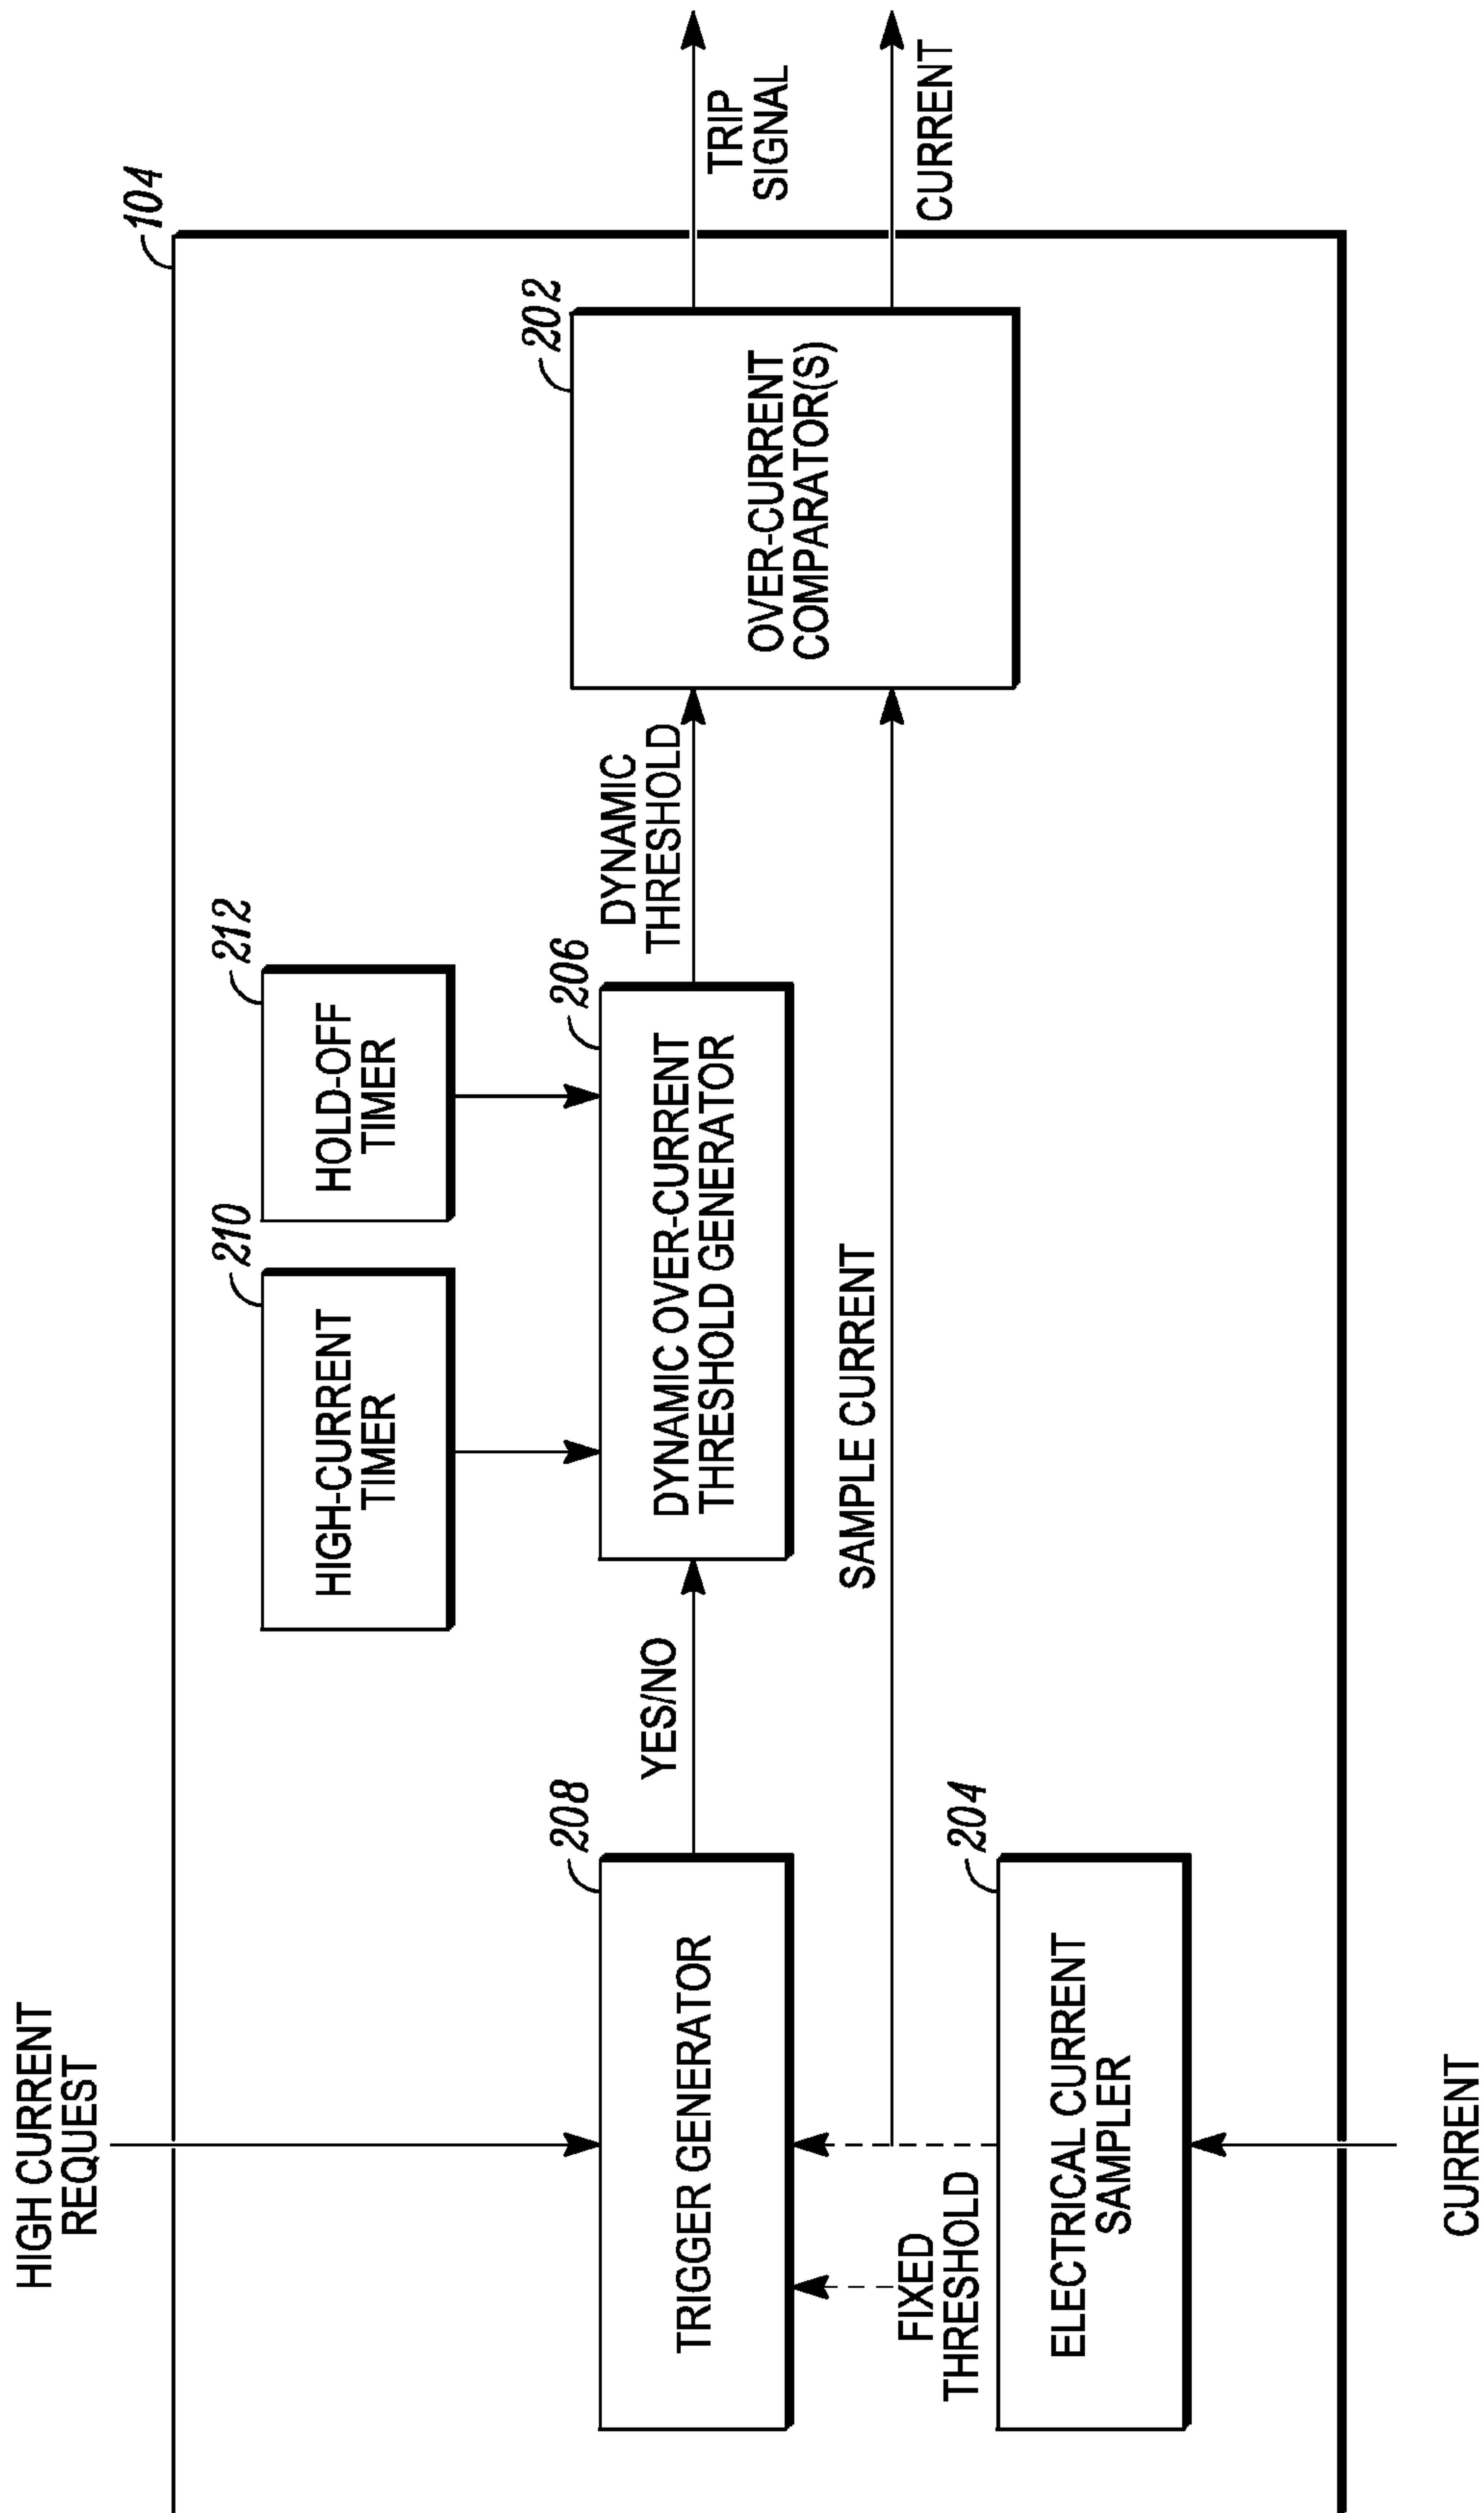 HIGH CURRENT
REQUEST
104
210
HIGH-CURRENT
TIMER
212
HOLD-OFF
TIMER
208
TRIGGER GENERATOR
YES/NO
206
DYNAMIC OVER-CURRENT
THRESHOLD GENERATOR
DYNAMIC
THRESHOLD
202
OVER-CURRENT
COMPARATOR(S)
TRIP
SIGNAL
CURRENT
SAMPLE CURRENT
FIXED
THRESHOLD
204
ELECTRICAL CURRENT
SAMPLER
CURRENT